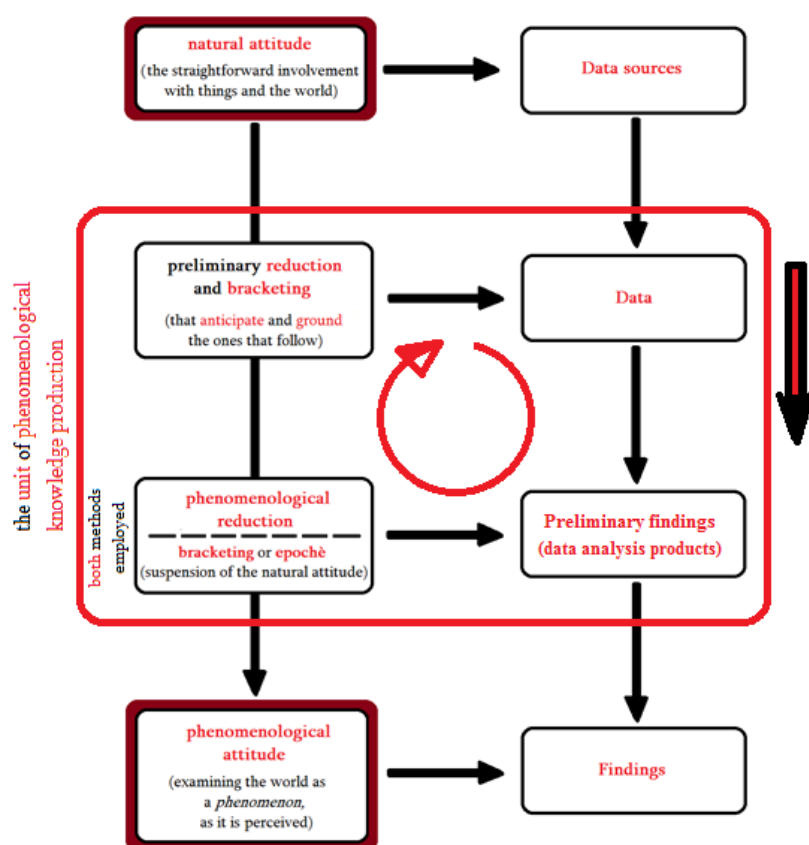 natural attitude
(the straightforward involvement
with things and the world)
Data sources
preliminary reduction
and bracketing
(that anticipate and ground
the ones that follow)
Data
the unit of phenomenological
knowledge production
both methods
employed
phenomenological
reduction
bracketing or epochè
(suspension of the natural attitude)
Preliminary findings
(data analysis products)
phenomenological
attitude
(examining the world as
a phenomenon,
as it is perceived)
Findings